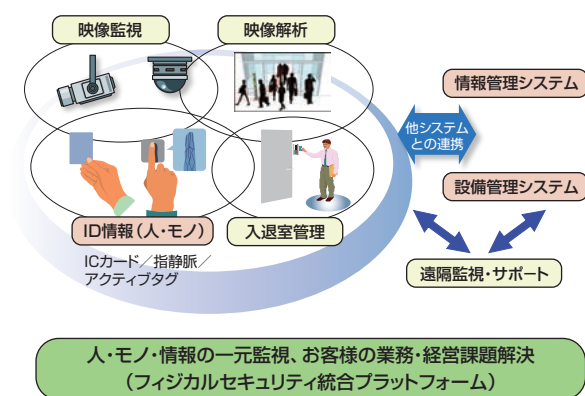 映像監視
映像解析
情報管理システム
他システム
との連携
設備管理システム
ID情報(人・モノ)
入退室管理
ICカード/指静脈/
アクティブタグ
遠隔監視・サポート
人・モノ・情報の一元監視、お客様の業務・経営課題解決
(フィジカルセキュリティ統合プラットフォーム)